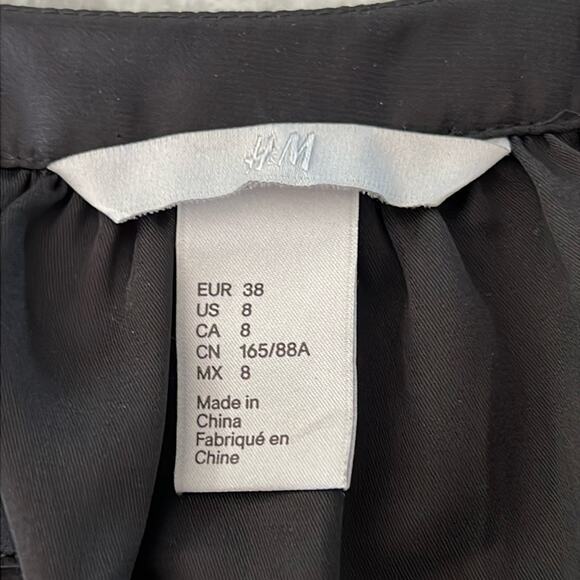 H&M
EUR 38
US 8
CA 8
CN 165/88A
MX 8
Made in
China
Fabriqué en
Chine